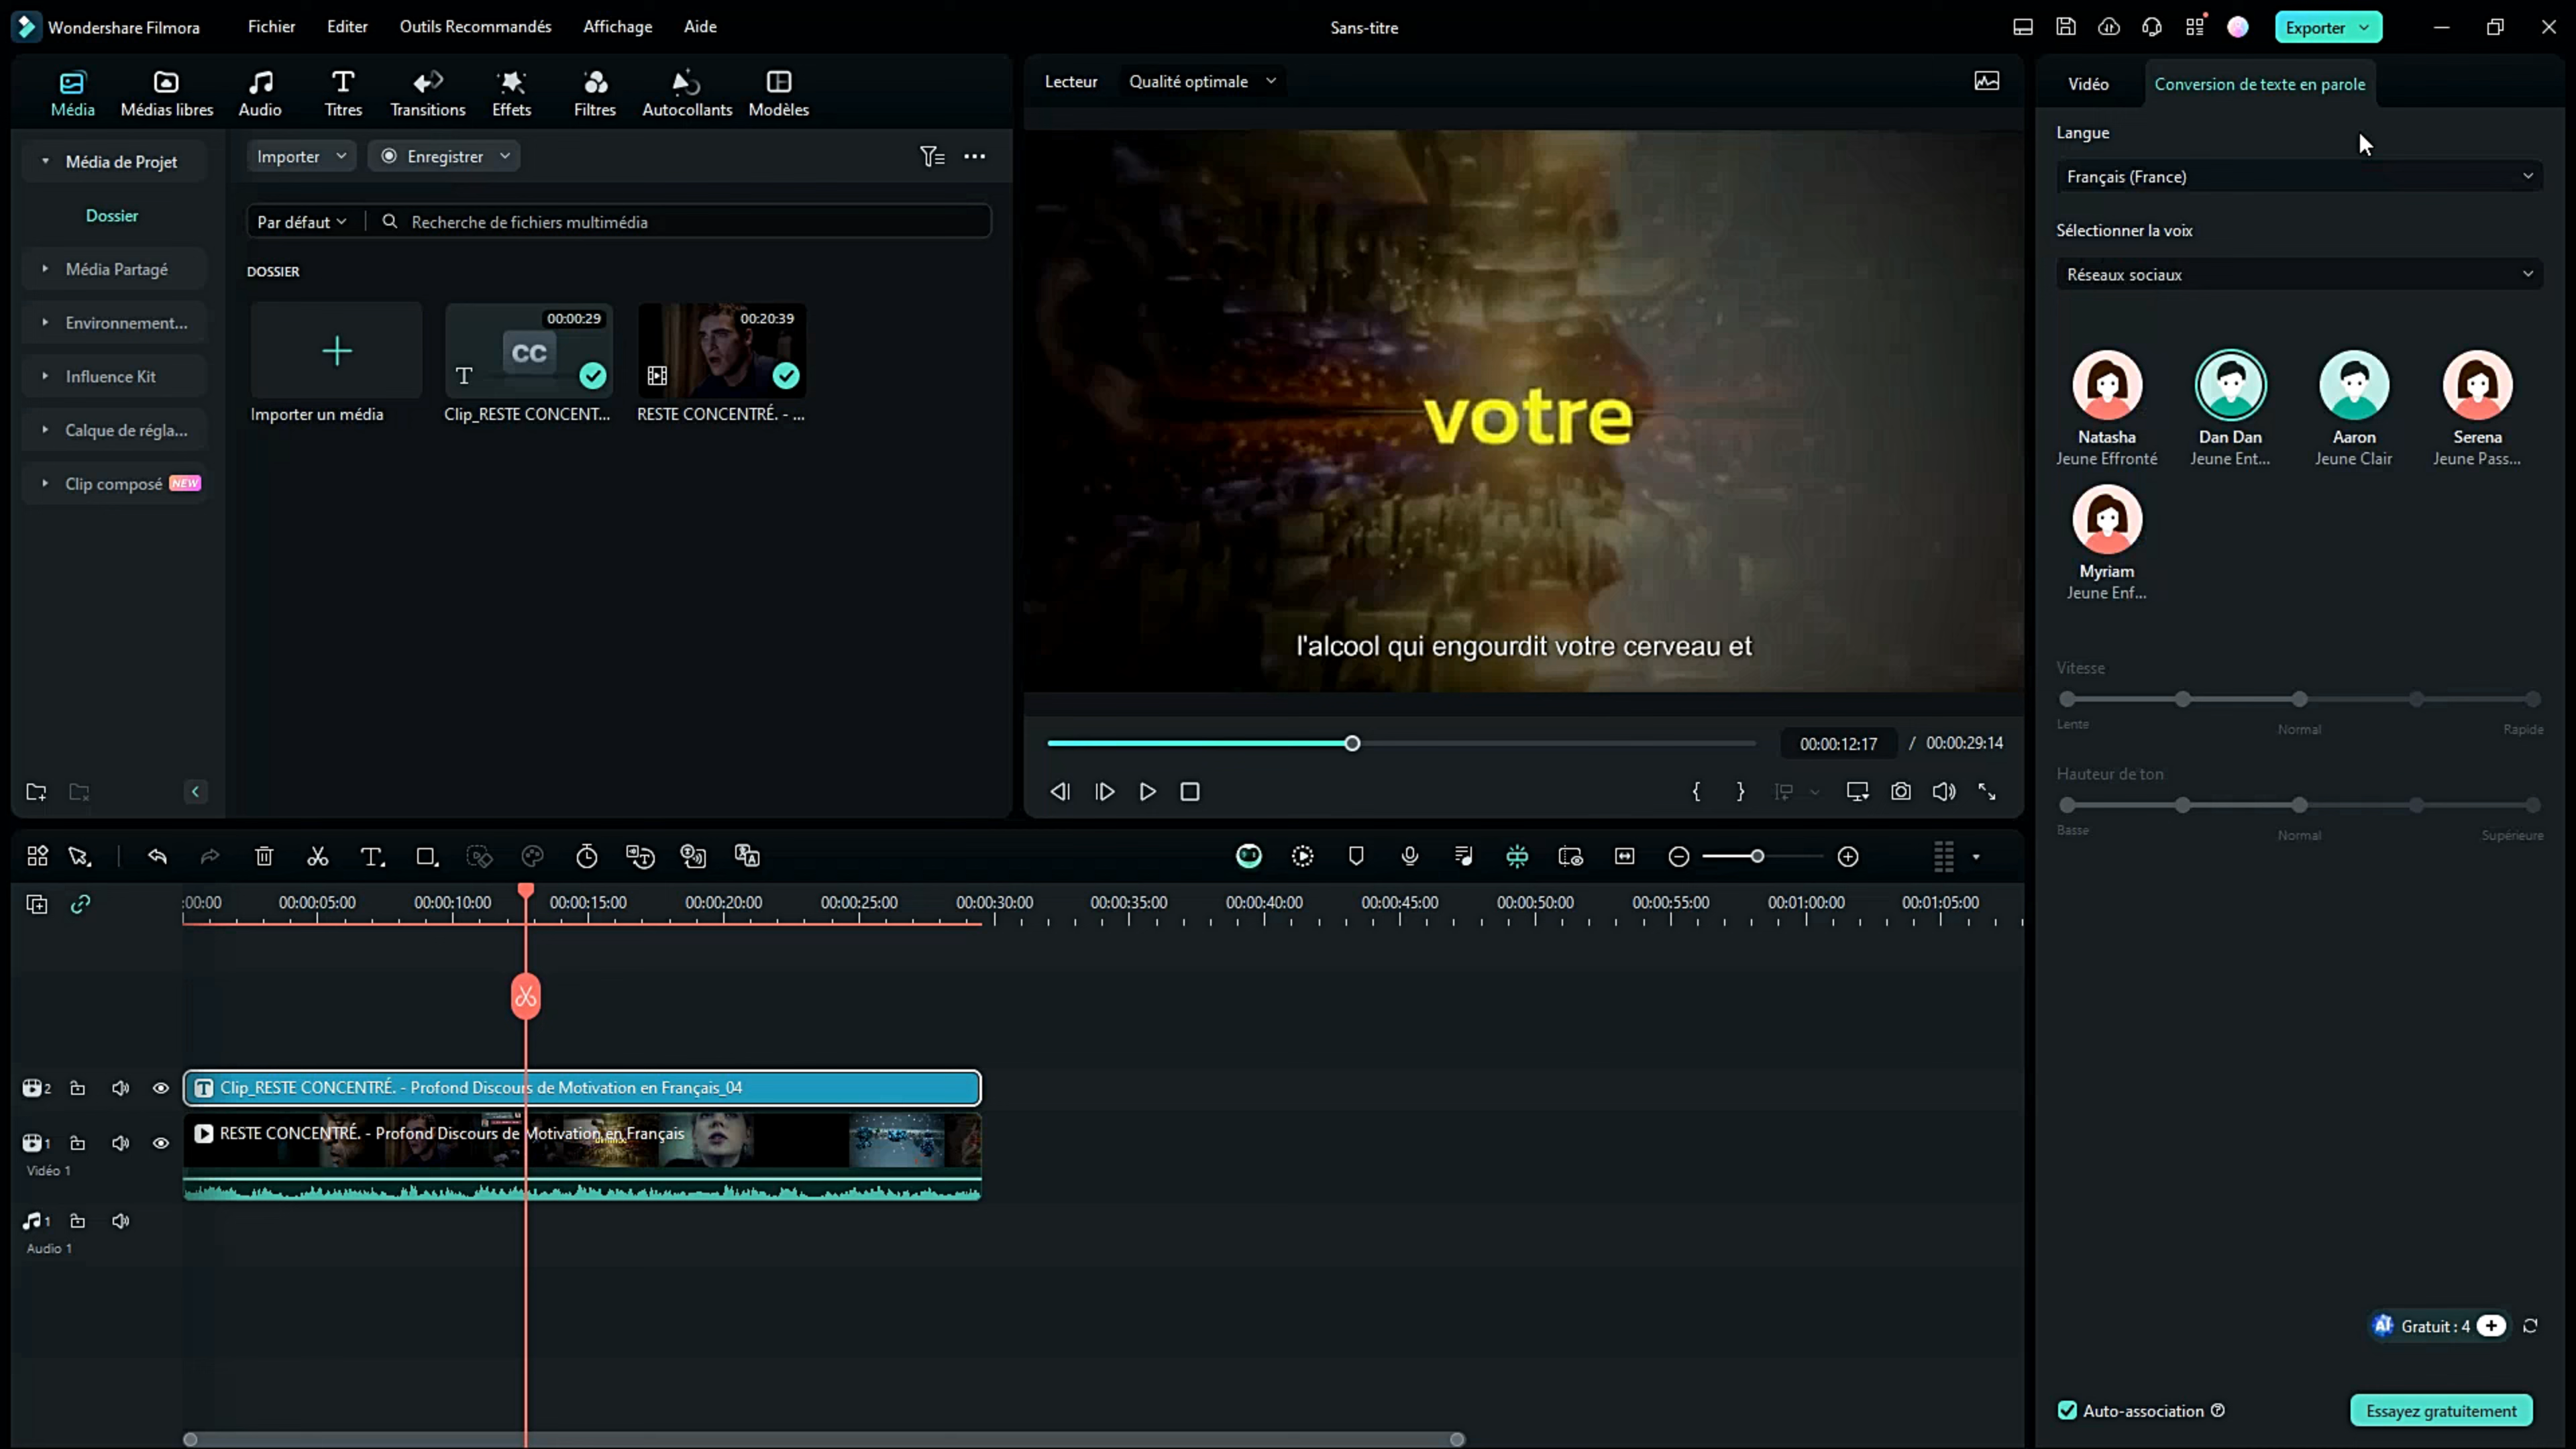 Wondershare Filmora
Fichier
Editer
Outils Recommandés
Affichage
Aide
Sans-titre
Exporter
Média
Médias libres
Audio
Titres
Transitions
Effets
Filtres
Autocollants
Modèles
Média de Projet
Dossier
Média Partagé
Environnement...
Influence Kit
Calque de régla...
Clip composé NEW
Importer
Enregistrer
Par défaut
Recherche de fichiers multimédia
DOSSIER
Importer un média
00:00:29
CC
T
Clip_RESTE CONCENT...
00:20:39
RESTE CONCENTRÉ. - ...
Lecteur
Qualité optimale
votre
l'alcool qui engourdit votre cerveau et
00:00:12:17 / 00:00:29:14
Vidéo
Conversion de texte en parole
Langue
Français (France)
Sélectionner la voix
Réseaux sociaux
Natasha
Jeune Effronté
Dan Dan
Jeune Ent...
Aaron
Jeune Clair
Serena
Jeune Pass...
Myriam
Jeune Enf...
Vitesse
Lente
Normal
Rapide
Hauteur de ton
Basse
Normal
Supérieure
AI Gratuit : 4
Auto-association
Essayez gratuitement
:00:00
00:00:05:00
00:00:10:00
00:00:15:00
00:00:20:00
00:00:25:00
00:00:30:00
00:00:35:00
00:00:40:00
00:00:45:00
00:00:50:00
00:00:55:00
00:01:00:00
00:01:05:00
2
T Clip_RESTE CONCENTRÉ. - Profond Discours de Motivation en Français_04
1
Vidéo 1
RESTE CONCENTRÉ. - Profond Discours de Motivation en Français
1
Audio 1